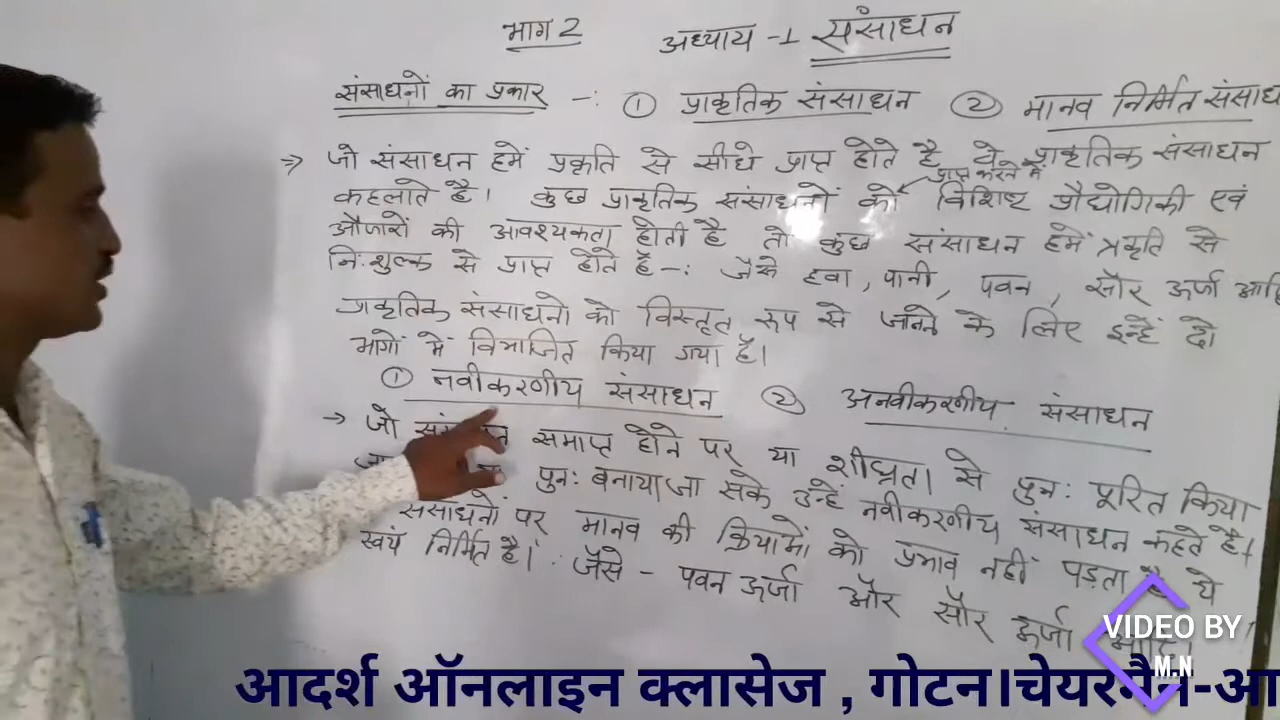 भाग 2 अध्याय -1 संसाधन
संसाधनों का प्रकार -: ① प्राकृतिक संसाधन ② मानव निर्मित संसाध
⇒ जो संसाधन हमें प्रकृति से सीधे प्राप्त होते है ये प्राकृतिक संसाधन
प्राप्त करने में
कहलाते है। कुछ प्राकृतिक संसाधनों को विशिष्ट प्रौद्योगिकी एवं
औजारों की आवश्यकता होती है तो कुछ संसाधन हमें प्रकृति से
निःशुल्क से प्राप्त होते है -: जैसे हवा, पानी, पवन, सौर ऊर्जा आदि
प्राकृतिक संसाधनो को विस्तृत रूप से जानने के लिए इन्हें दो
भागों में विभाजित किया गया है।
① नवीकरणीय संसाधन ② अनवीकरणीय संसाधन
→ जो समाप्त होने पर या शीघ्रता से पुनः पूरित किया
पुनः बनाया जा सके उन्हें नवीकरणीय संसाधन कहते है।
संसाधनों पर मानव की क्रियामों को प्रभाव नहीं पड़ता है ये
स्वयं निर्मित है। जैसे - पवन ऊर्जा और सौर ऊर्जा
VIDEO BY
M.N
आदर्श ऑनलाइन क्लासेज , गोटन।चेयरमैन-आ